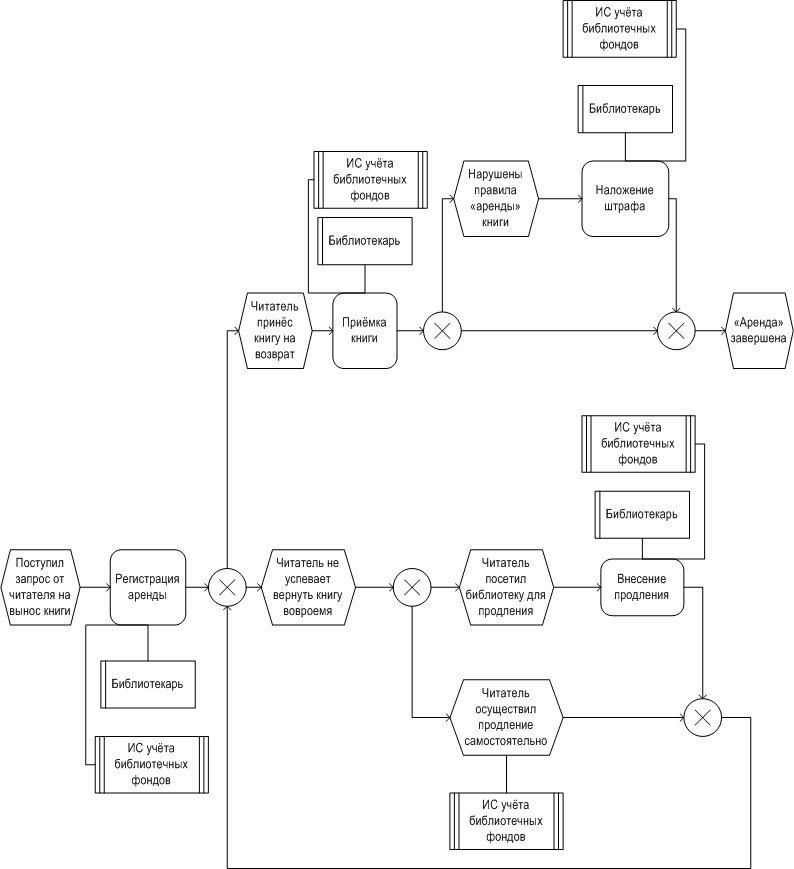 ИС учёта
библиотечных
фондов
Библиотекарь
Нарушены
правила
«аренды»
книги
Наложение
штрафа
ИС учёта
библиотечных
фондов
Библиотекарь
Читатель
принёс
книгу на
возврат
Приёмка
книги
«Аренда»
завершена
ИС учёта
библиотечных
фондов
Библиотекарь
Поступил
запрос от
читателя на
вынос книги
Регистрация
аренды
Читатель не
успевает
вернуть книгу
вовроемя
Читатель
посетил
библиотеку для
продления
Внесение
продления
Библиотекарь
ИС учёта
библиотечных
фондов
Читатель
осуществил
продление
самостоятельно
ИС учёта
библиотечных
фондов